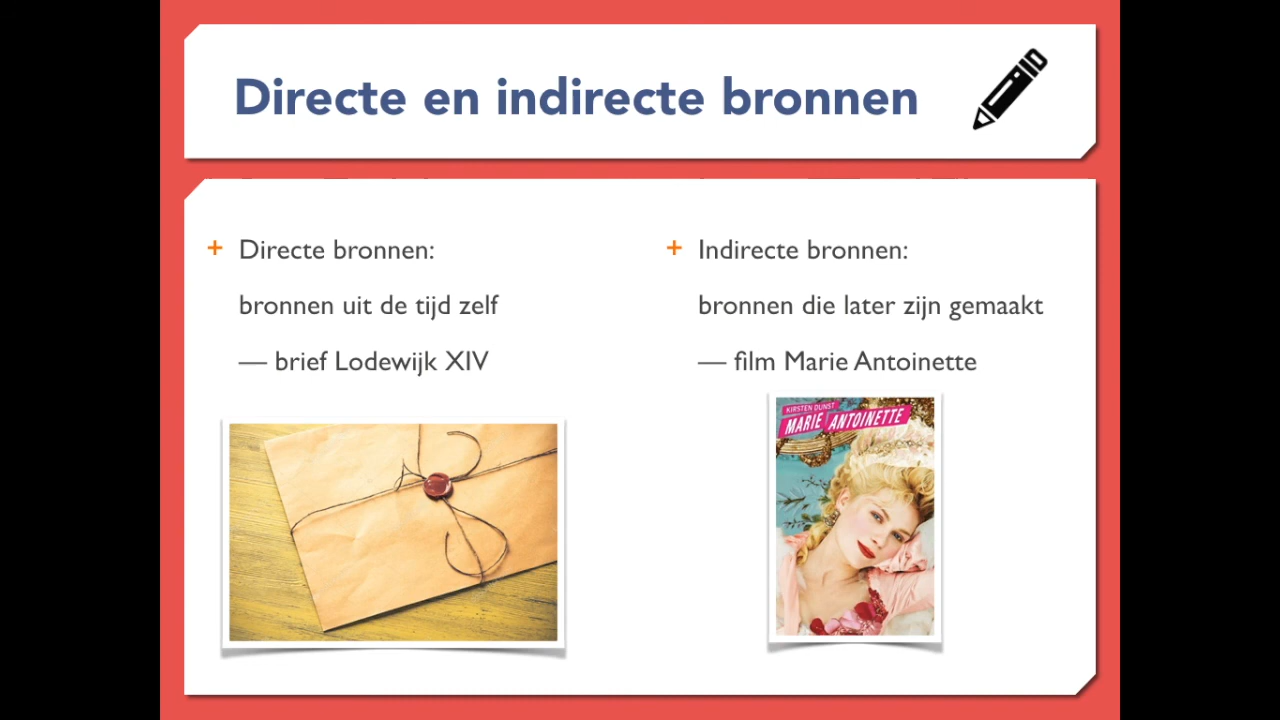 Directe en indirecte bronnen
+ Directe bronnen:
bronnen uit de tijd zelf
— brief Lodewijk XIV
+ Indirecte bronnen:
bronnen die later zijn gemaakt
— film Marie Antoinette
KIRSTEN DUNST
MARIE ANTOINETTE